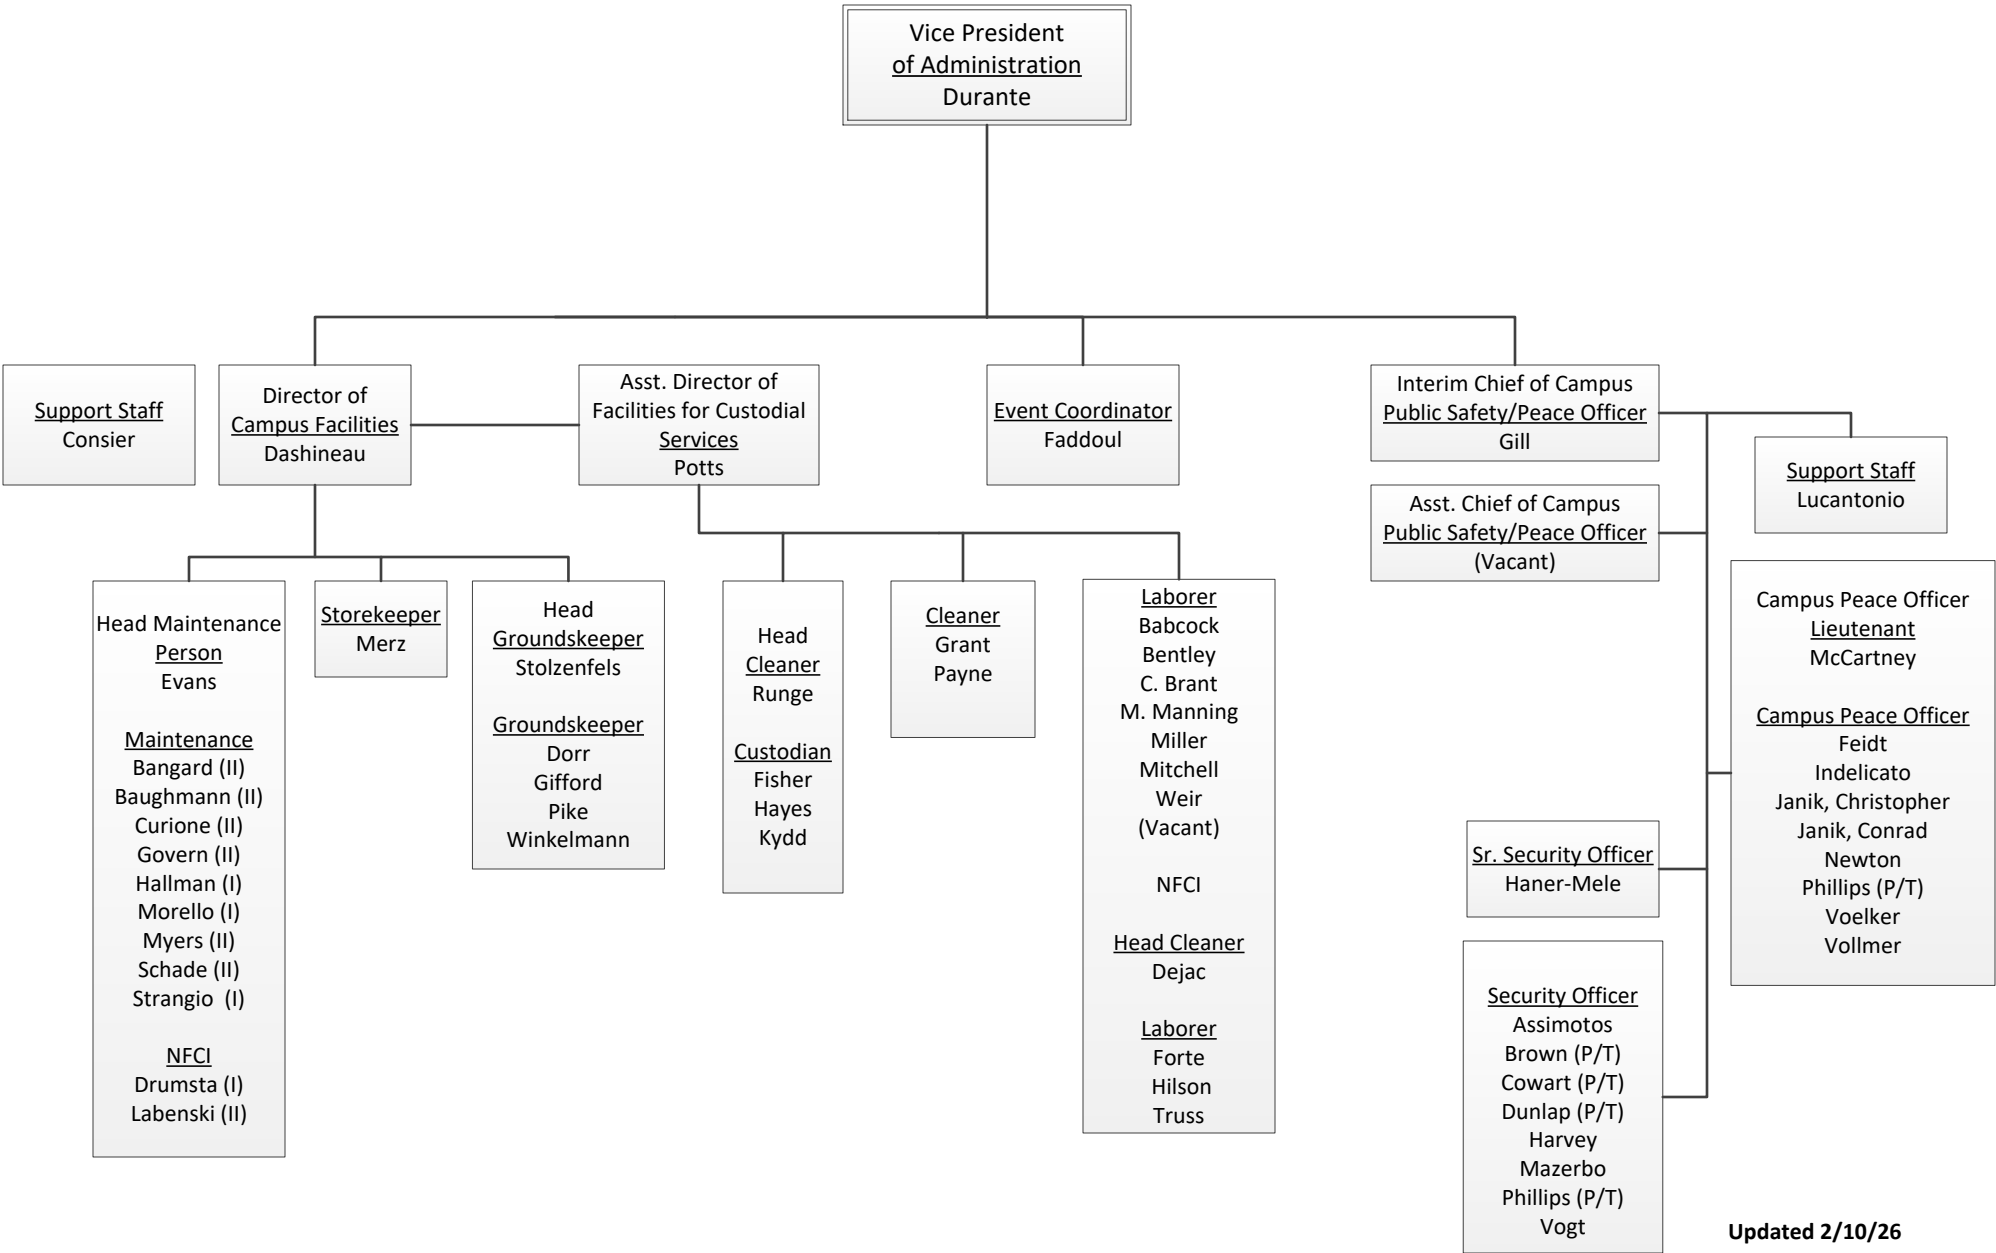 Vice President
of Administration
Durante
Support Staff
Consier
Director of
Campus Facilities
Dashineau
Asst. Director of
Facilities for Custodial
Services
Potts
Event Coordinator
Faddoul
Interim Chief of Campus
Public Safety/Peace Officer
Gill
Support Staff
Lucantonio
Asst. Chief of Campus
Public Safety/Peace Officer
(Vacant)
Head Maintenance
Person
Evans
Maintenance
Bangard (II)
Baughmann (II)
Curione (II)
Govern (II)
Hallman (I)
Morello (I)
Myers (II)
Schade (II)
Strangio (I)
NFCI
Drumsta (I)
Labenski (II)
Storekeeper
Merz
Head
Groundskeeper
Stolzenfels
Groundskeeper
Dorr
Gifford
Pike
Winkelmann
Head
Cleaner
Runge
Custodian
Fisher
Hayes
Kydd
Cleaner
Grant
Payne
Laborer
Babcock
Bentley
C. Brant
M. Manning
Miller
Mitchell
Weir
(Vacant)
NFCI
Head Cleaner
Dejac
Laborer
Forte
Hilson
Truss
Campus Peace Officer
Lieutenant
McCartney
Campus Peace Officer
Feidt
Indelicato
Janik, Christopher
Janik, Conrad
Newton
Phillips (P/T)
Voelker
Vollmer
Sr. Security Officer
Haner-Mele
Security Officer
Assimotos
Brown (P/T)
Cowart (P/T)
Dunlap (P/T)
Harvey
Mazerbo
Phillips (P/T)
Vogt
Updated 2/10/26